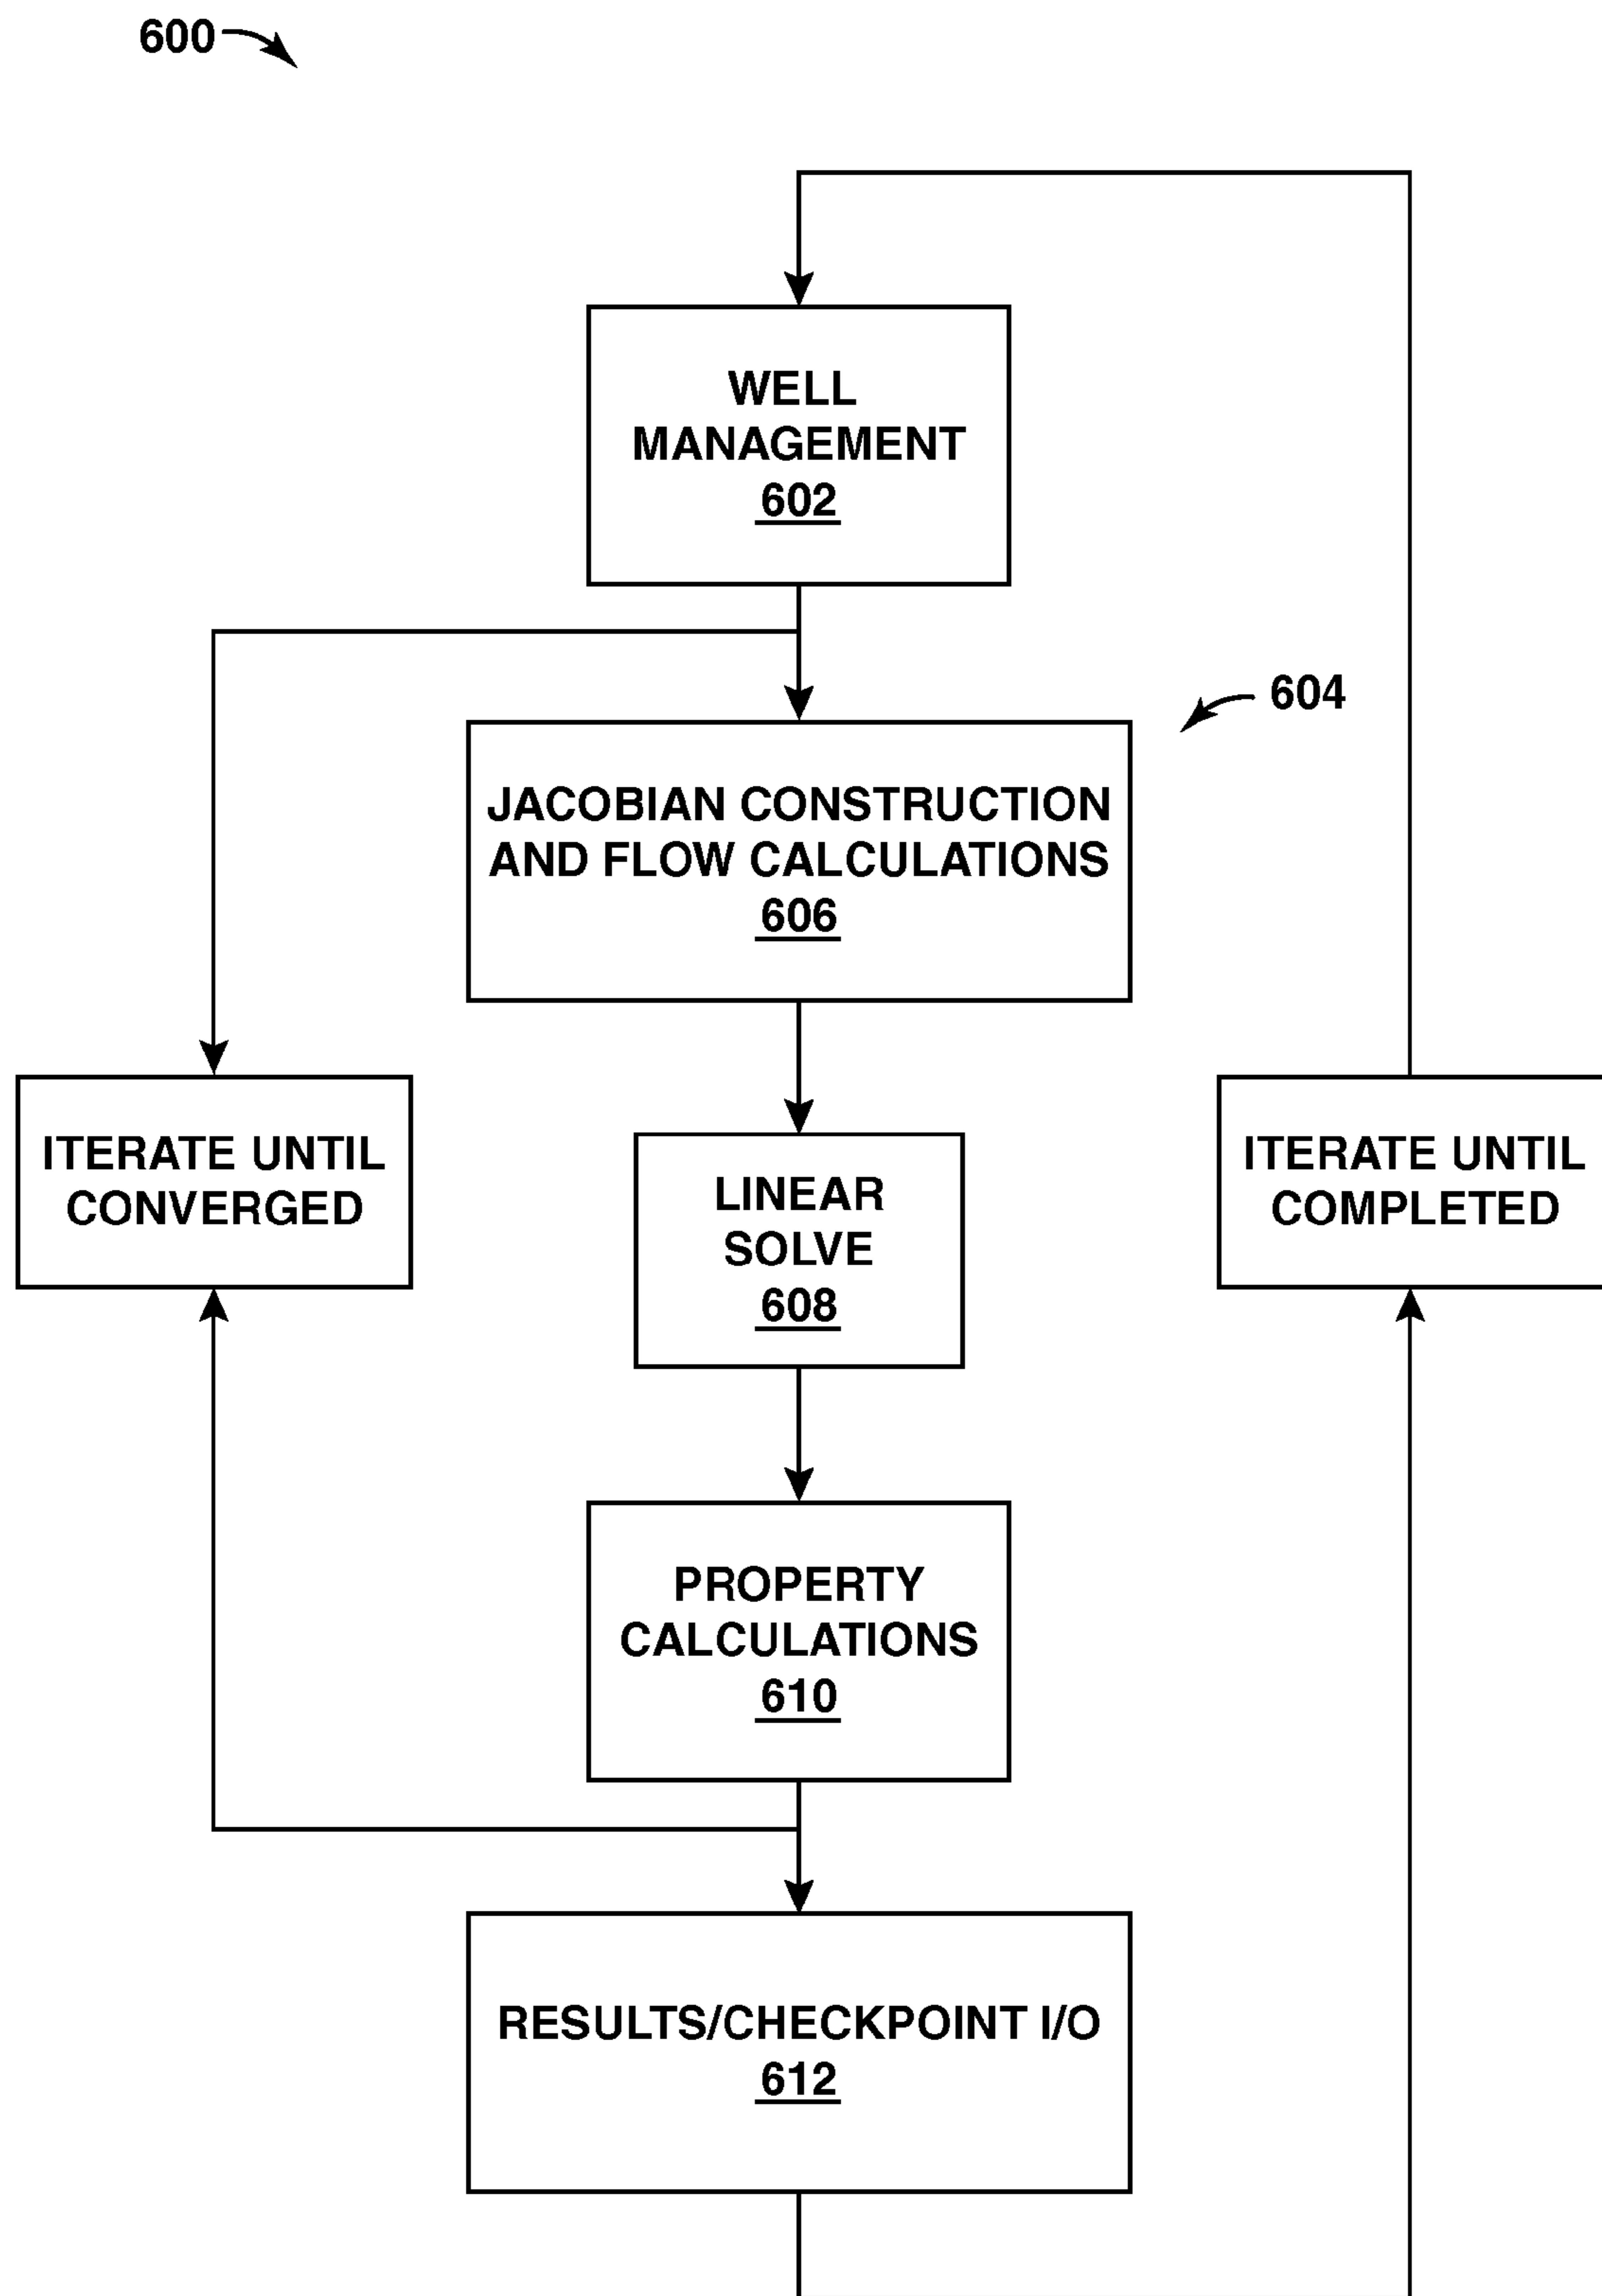 600
WELL
MANAGEMENT
602
604
JACOBIAN CONSTRUCTION
AND FLOW CALCULATIONS
606
ITERATE UNTIL
CONVERGED
LINEAR
SOLVE
608
ITERATE UNTIL
COMPLETED
PROPERTY
CALCULATIONS
610
RESULTS/CHECKPOINT I/O
612